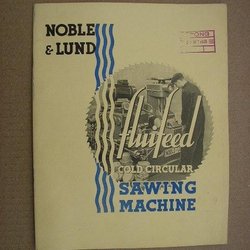 NOBLE
& LUND
fluifeed
COLD CIRCULAR
SAWING
MACHINE